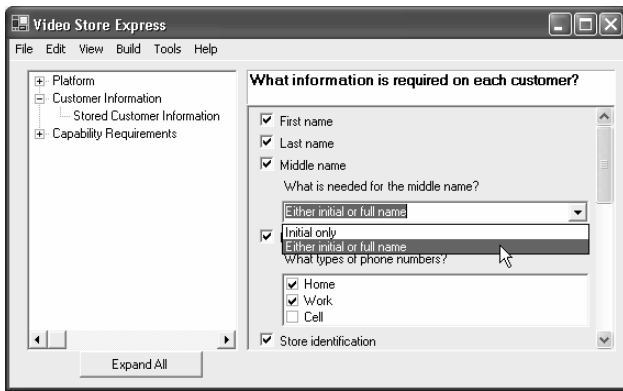 Video Store Express
File Edit View Build Tools Help
Platform
Customer Information
Stored Customer Information
Capability Requirements
Expand All
What information is required on each customer?
First name
Last name
Middle name
What is needed for the middle name?
Either initial or full name
Initial only
Either initial or full name
What types of phone numbers?
Home
Work
Cell
Store identification